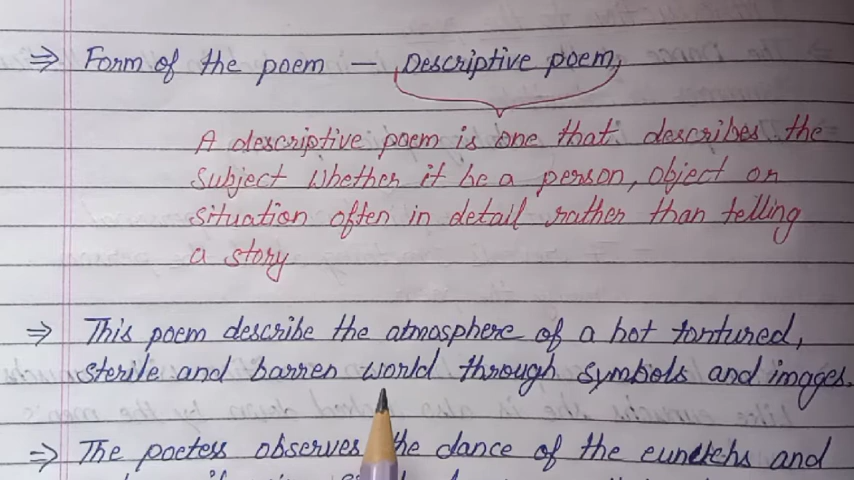 ⇒ Form of the poem — Descriptive poem,
A descriptive poem is one that describes the
subject whether it be a person, object or
situation often in detail rather than telling
a story
⇒ This poem describe the atmosphere of a hot tortured,
sterile and barren world through symbols and images.
⇒ The poetess observes the dance of the eunuchs and